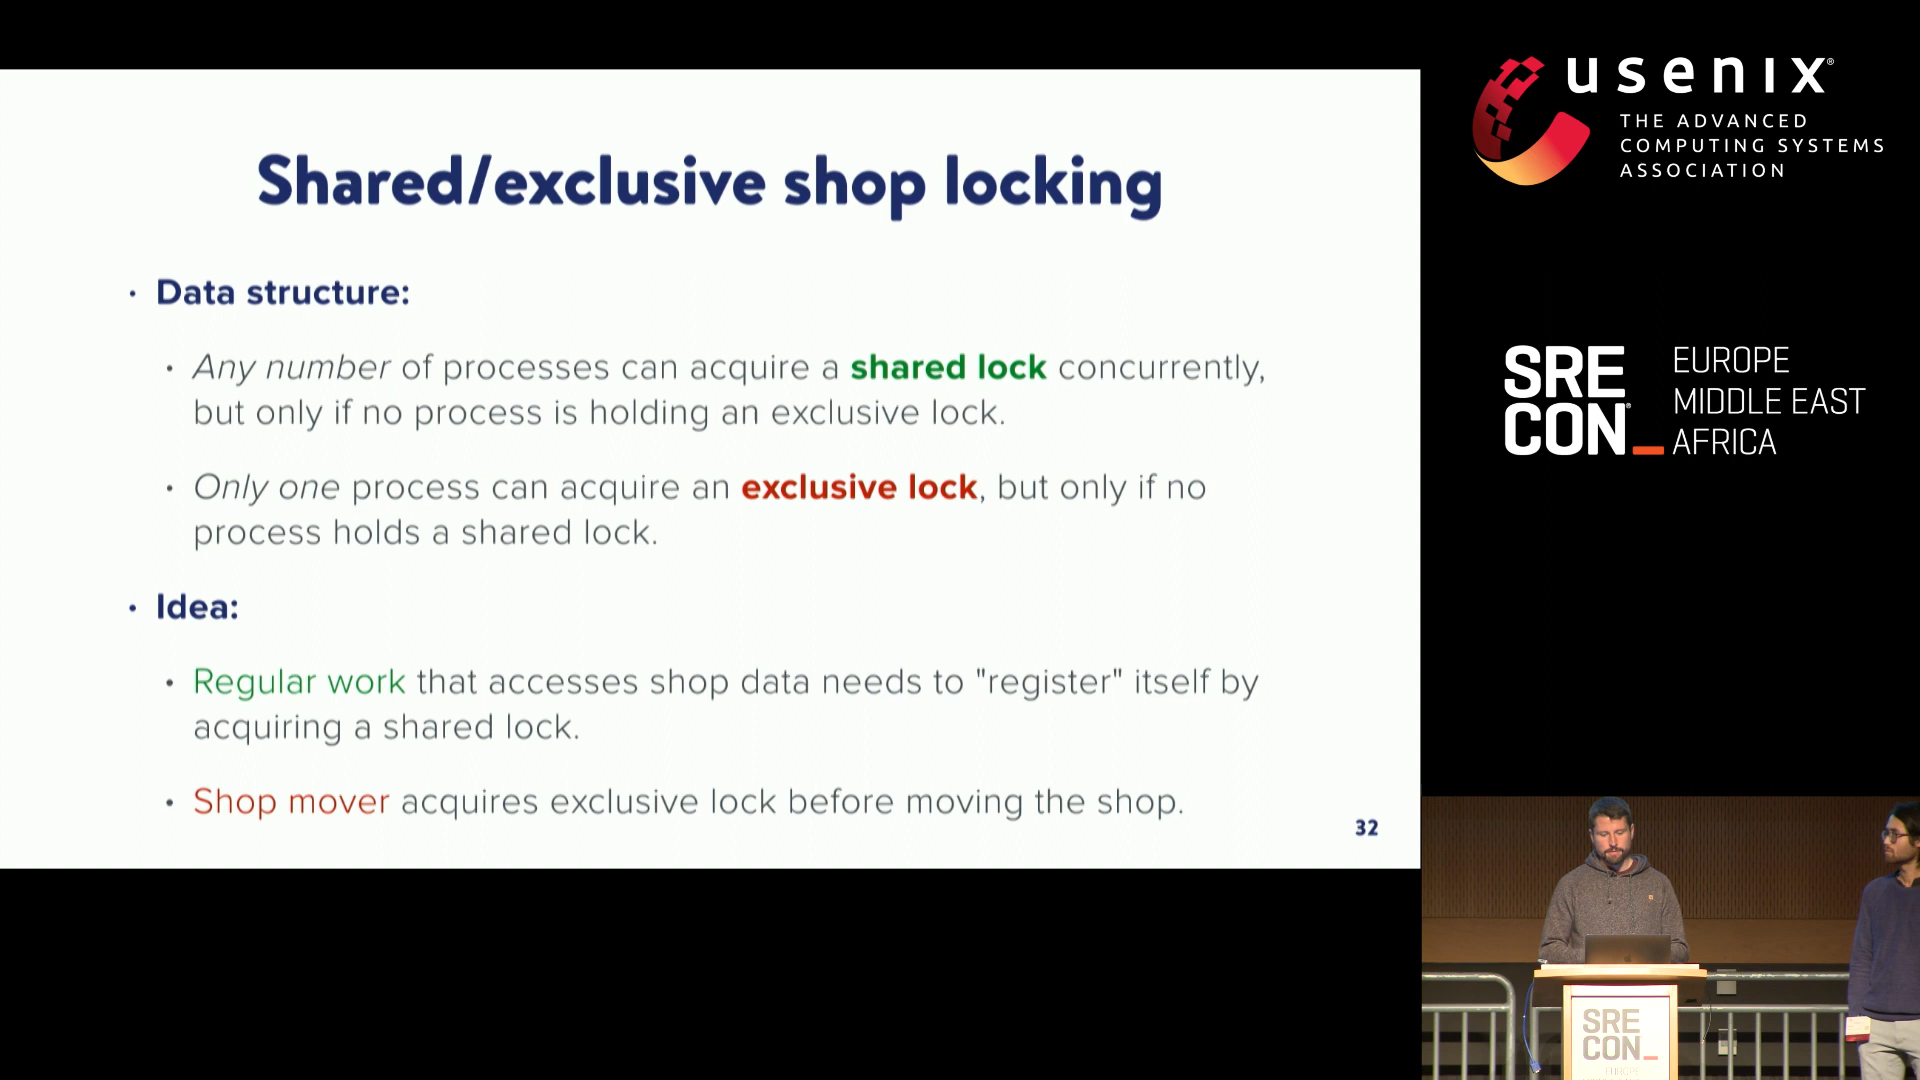 Shared/exclusive shop locking
• Data structure:
• Any number of processes can acquire a shared lock concurrently,
but only if no process is holding an exclusive lock.
• Only one process can acquire an exclusive lock, but only if no
process holds a shared lock.
• Idea:
• Regular work that accesses shop data needs to "register" itself by
acquiring a shared lock.
• Shop mover acquires exclusive lock before moving the shop.
32
usenix®
THE ADVANCED
COMPUTING SYSTEMS
ASSOCIATION
SRE
CON®_
EUROPE
MIDDLE EAST
AFRICA
SRE
CON_
EUROPE